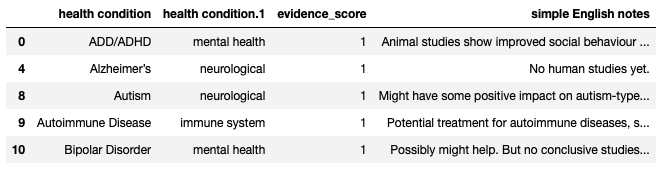 health condition health condition.1 evidence_score simple English notes
0 ADD/ADHD mental health 1 Animal studies show improved social behaviour ...
4 Alzheimer's neurological 1 No human studies yet.
8 Autism neurological 1 Might have some positive impact on autism-type...
9 Autoimmune Disease immune system 1 Potential treatment for autoimmune diseases, s...
10 Bipolar Disorder mental health 1 Possibly might help. But no conclusive studies...